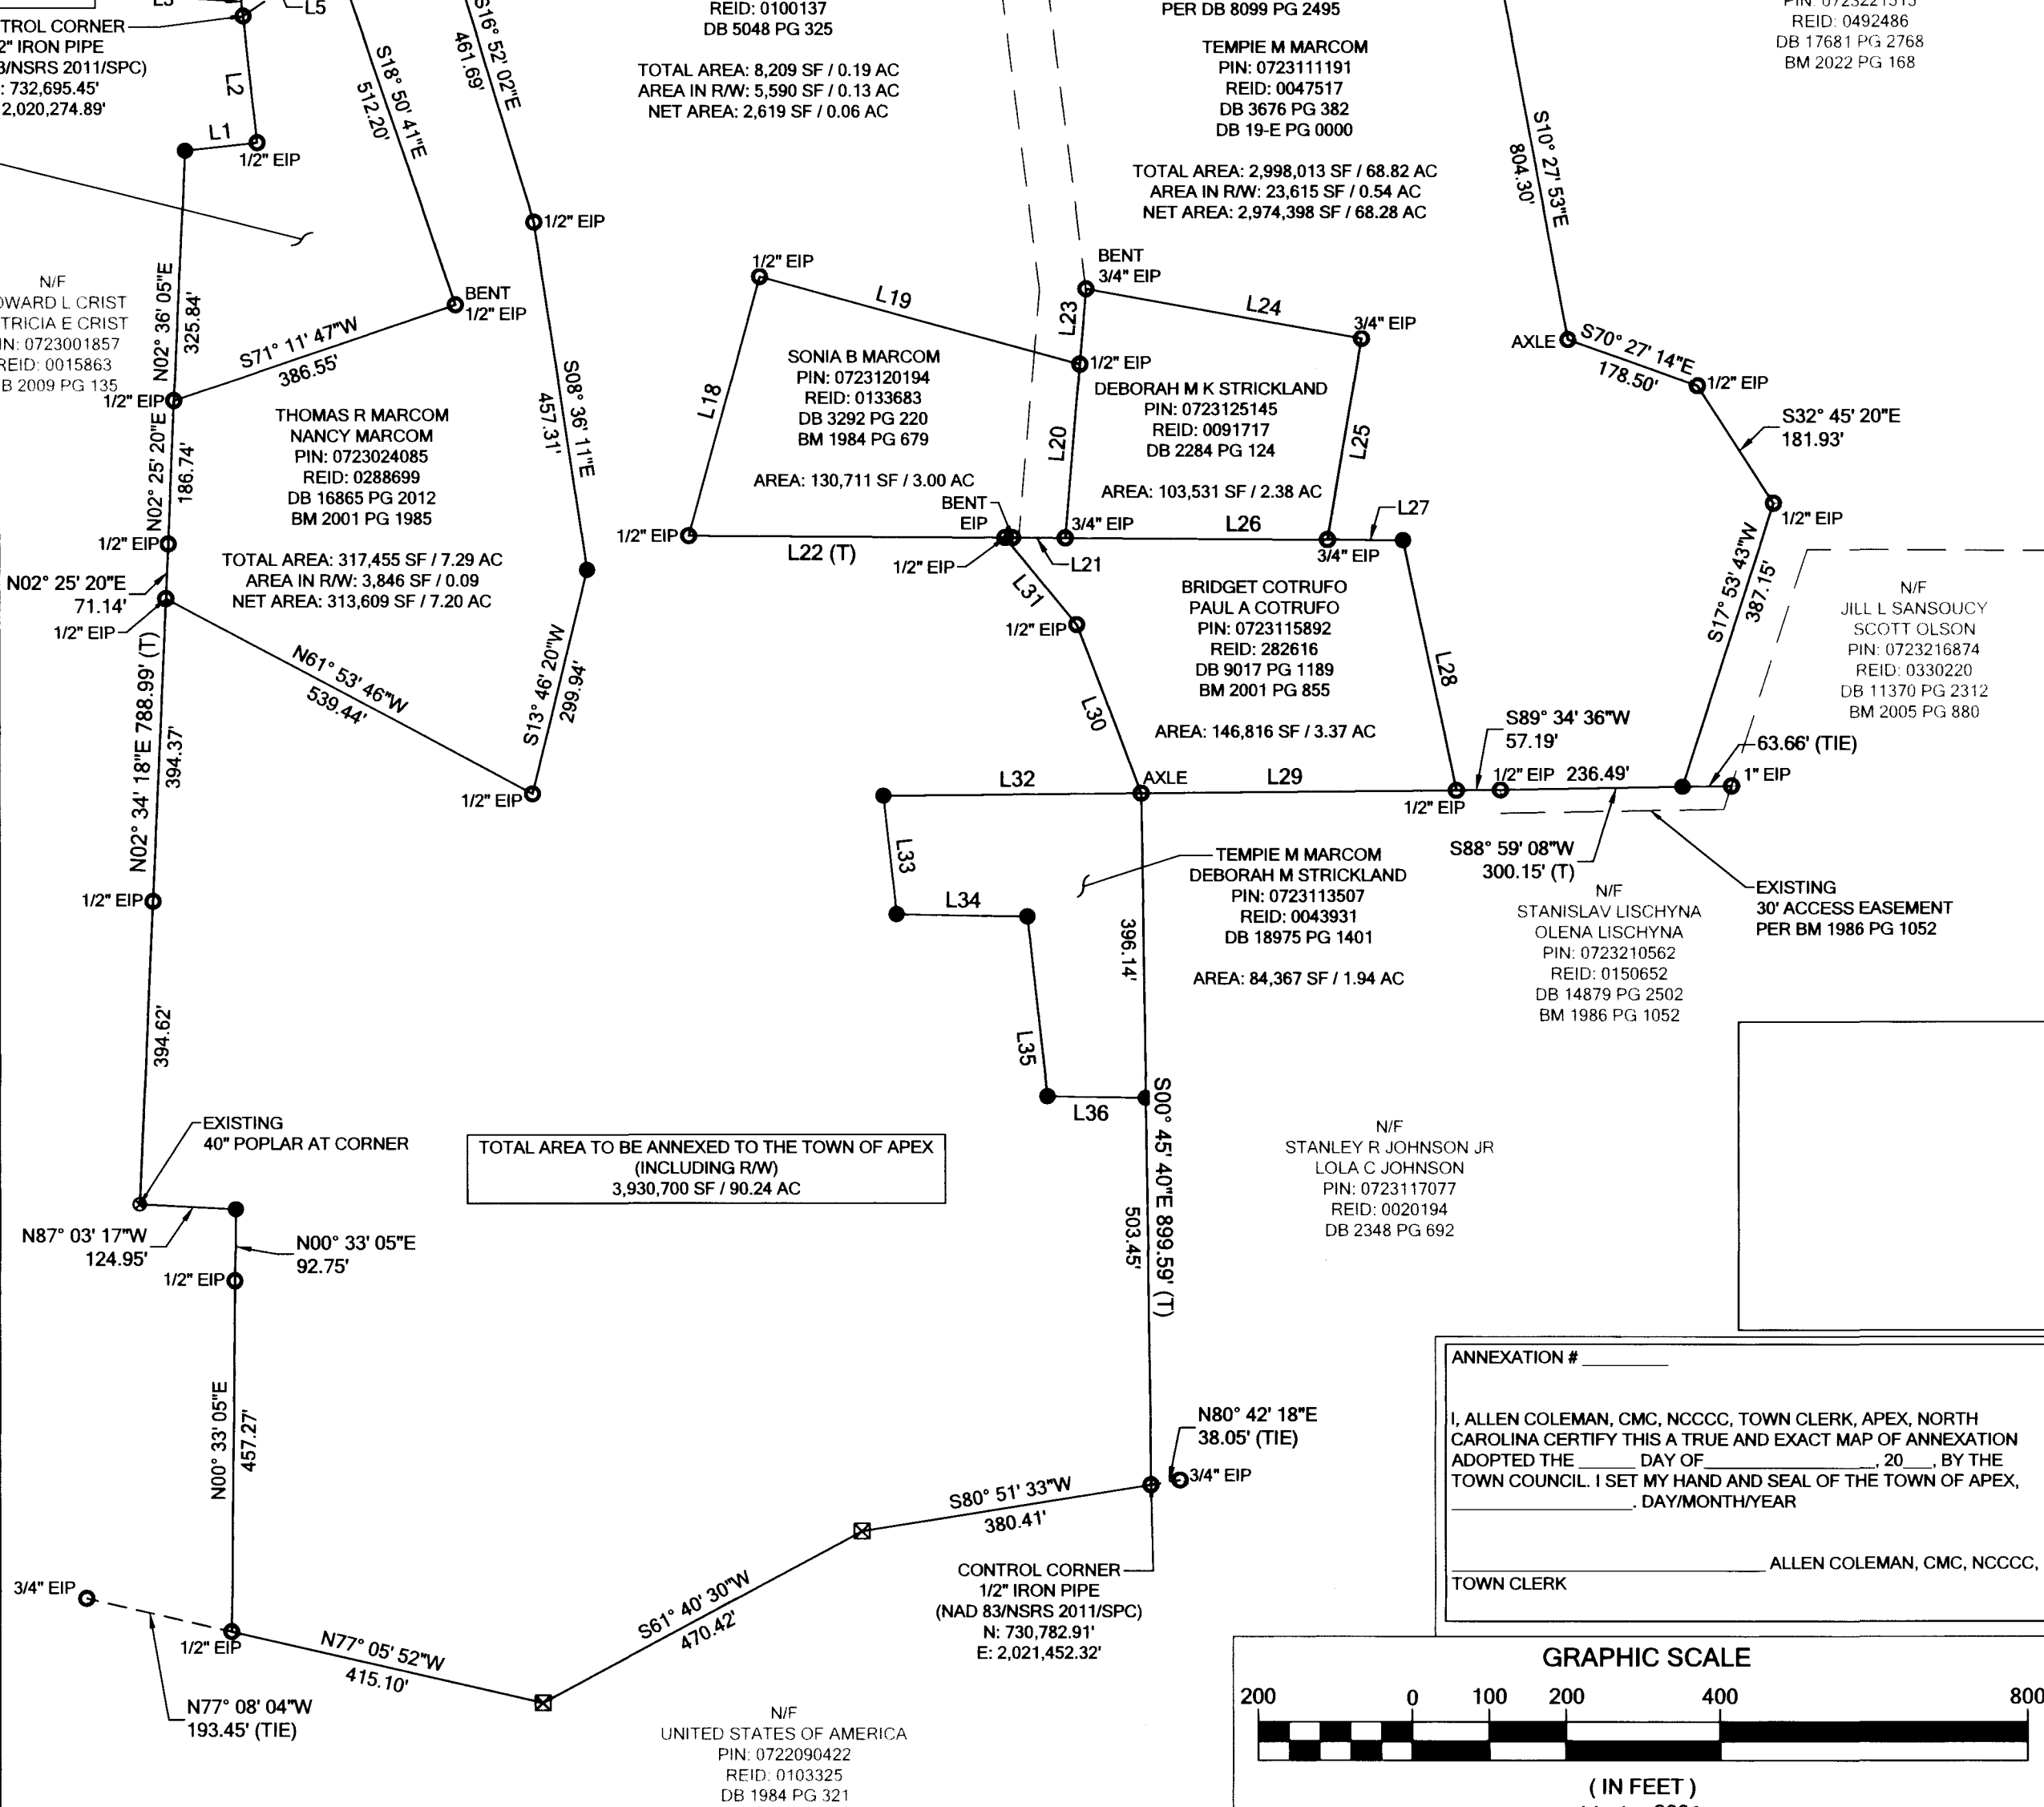 L5
TROL CORNER
2" IRON PIPE
3/NSRS 2011/SPC)
: 732,695.45'
2,020,274.89'
L2
L1
1/2" EIP
S18° 50' 41"E
512.20'
S16° 52' 02"E
461.69'
REID: 0100137
DB 5048 PG 325
TOTAL AREA: 8,209 SF / 0.19 AC
AREA IN R/W: 5,590 SF / 0.13 AC
NET AREA: 2,619 SF / 0.06 AC
PER DB 8099 PG 2495
TEMPIE M MARCOM
PIN: 0723111191
REID: 0047517
DB 3676 PG 382
DB 19-E PG 0000
TOTAL AREA: 2,998,013 SF / 68.82 AC
AREA IN R/W: 23,615 SF / 0.54 AC
NET AREA: 2,974,398 SF / 68.28 AC
S10° 27' 53"E
804.30'
REID: 0492486
DB 17681 PG 2768
BM 2022 PG 168
1/2" EIP
N/F
OWARD L CRIST
TRICIA E CRIST
IN: 0723001857
REID: 0015863
B 2009 PG 135
N02° 36' 05"E
325.84'
BENT
1/2" EIP
S71° 11' 47"W
386.55'
1/2" EIP
THOMAS R MARCOM
NANCY MARCOM
PIN: 0723024085
REID: 0288699
DB 16865 PG 2012
BM 2001 PG 1985
TOTAL AREA: 317,455 SF / 7.29 AC
AREA IN R/W: 3,846 SF / 0.09
NET AREA: 313,609 SF / 7.20 AC
N02° 25' 20"E
186.74'
1/2" EIP
N02° 25' 20"E
71.14'
1/2" EIP
S08° 36' 11"E
457.31'
1/2" EIP
L19
L18
SONIA B MARCOM
PIN: 0723120194
REID: 0133683
DB 3292 PG 220
BM 1984 PG 679
AREA: 130,711 SF / 3.00 AC
BENT
3/4" EIP
L23
L24
3/4" EIP
1/2" EIP
DEBORAH M K STRICKLAND
PIN: 0723125145
REID: 0091717
DB 2284 PG 124
AREA: 103,531 SF / 2.38 AC
L20
L25
AXLE
S70° 27' 14"E
178.50'
1/2" EIP
S32° 45' 20"E
181.93'
1/2" EIP
BENT
EIP
1/2" EIP
L22 (T)
1/2" EIP
3/4" EIP
L21
L26
3/4" EIP
L27
L31
1/2" EIP
BRIDGET COTRUFO
PAUL A COTRUFO
PIN: 0723115892
REID: 282616
DB 9017 PG 1189
BM 2001 PG 855
AREA: 146,816 SF / 3.37 AC
L28
L30
S17° 53' 43"W
387.15'
N/F
JILL L SANSOUCY
SCOTT OLSON
PIN: 0723216874
REID: 0330220
DB 11370 PG 2312
BM 2005 PG 880
N02° 34' 18"E 788.99' (T)
394.37'
N61° 53' 46"W
539.44'
S13° 46' 20"W
299.94'
1/2" EIP
S89° 34' 36"W
57.19'
63.66' (TIE)
L32
AXLE
L29
1/2" EIP
1/2" EIP
236.49'
1" EIP
S88° 59' 08"W
300.15' (T)
L33
L34
TEMPIE M MARCOM
DEBORAH M STRICKLAND
PIN: 0723113507
REID: 0043931
DB 18975 PG 1401
AREA: 84,367 SF / 1.94 AC
396.14'
N/F
STANISLAV LISCHYNA
OLENA LISCHYNA
PIN: 0723210562
REID: 0150652
DB 14879 PG 2502
BM 1986 PG 1052
EXISTING
30' ACCESS EASEMENT
PER BM 1986 PG 1052
1/2" EIP
394.62'
L35
L36
EXISTING
40" POPLAR AT CORNER
TOTAL AREA TO BE ANNEXED TO THE TOWN OF APEX
(INCLUDING R/W)
3,930,700 SF / 90.24 AC
S00° 45' 40"E 899.59' (T)
503.45'
N/F
STANLEY R JOHNSON JR
LOLA C JOHNSON
PIN: 0723117077
REID: 0020194
DB 2348 PG 692
N87° 03' 17"W
124.95'
N00° 33' 05"E
92.75'
1/2" EIP
N00° 33' 05"E
457.27'
N80° 42' 18"E
38.05' (TIE)
3/4" EIP
S80° 51' 33"W
380.41'
ANNEXATION #
I, ALLEN COLEMAN, CMC, NCCCC, TOWN CLERK, APEX, NORTH
CAROLINA CERTIFY THIS A TRUE AND EXACT MAP OF ANNEXATION
ADOPTED THE ______ DAY OF __________________, 20___, BY THE
TOWN COUNCIL. I SET MY HAND AND SEAL OF THE TOWN OF APEX,
____________________. DAY/MONTH/YEAR
ALLEN COLEMAN, CMC, NCCCC,
TOWN CLERK
3/4" EIP
1/2" EIP
N77° 05' 52"W
415.10'
S61° 40' 30"W
470.42'
CONTROL CORNER
1/2" IRON PIPE
(NAD 83/NSRS 2011/SPC)
N: 730,782.91'
E: 2,021,452.32'
N77° 08' 04"W
193.45' (TIE)
N/F
UNITED STATES OF AMERICA
PIN: 0722090422
REID: 0103325
DB 1984 PG 321
GRAPHIC SCALE
200 0 100 200 400 800
( IN FEET )